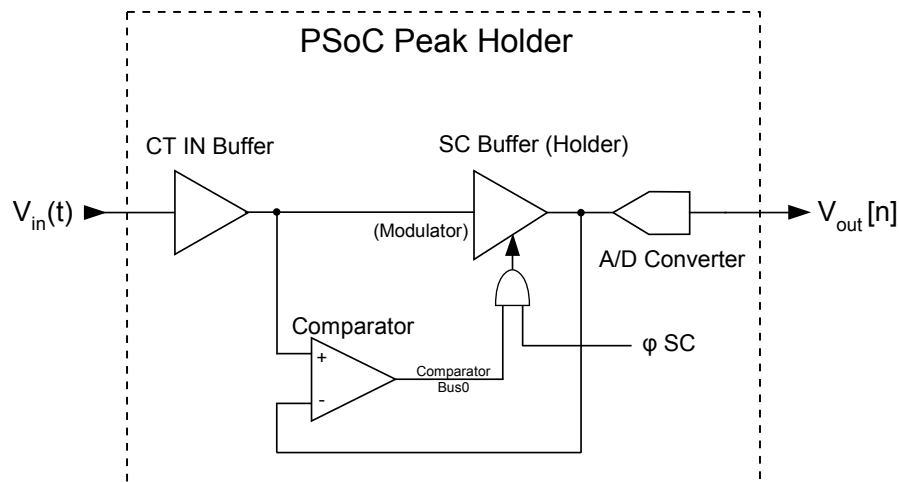 PSoC Peak Holder
CT IN Buffer
SC Buffer (Holder)
Vin(t)
Vout [n]
(Modulator)
A/D Converter
Comparator
φ SC
+
Comparator
Bus0
-